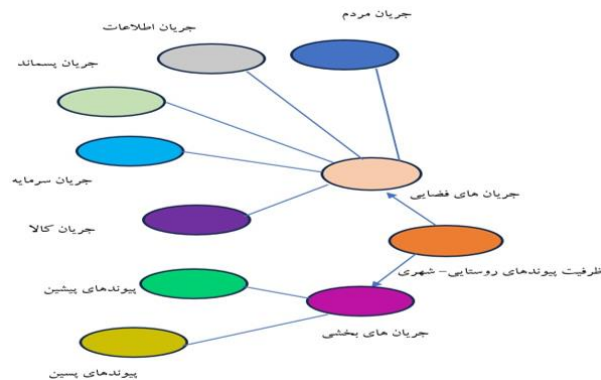 جریان مردم
جریان اطلاعات
جریان پسماند
جریان سرمایه
جریان های فضایی
جریان کالا
ظرفیت پیوندهای روستایی- شهری
پیوندهای پیشین
جریان های بخشی
پیوندهای پسین